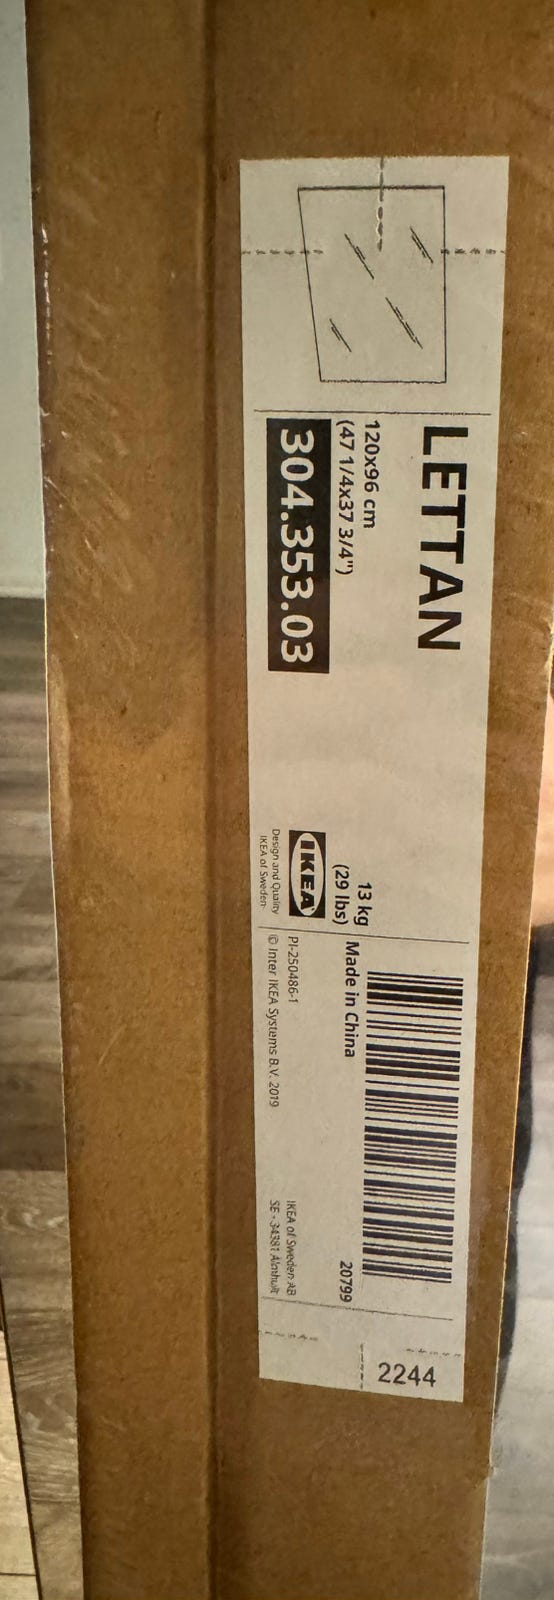 LETTAN
120x96 cm
(47 1/4x37 3/4")
304.353.03
13 kg
(29 lbs)
IKEA
Design and Quality
IKEA of Sweden
Made in China
20799
PI-250486-1
© Inter IKEA Systems B.V. 2019
IKEA of Sweden AB
SE - 34381 Älmhult
2244